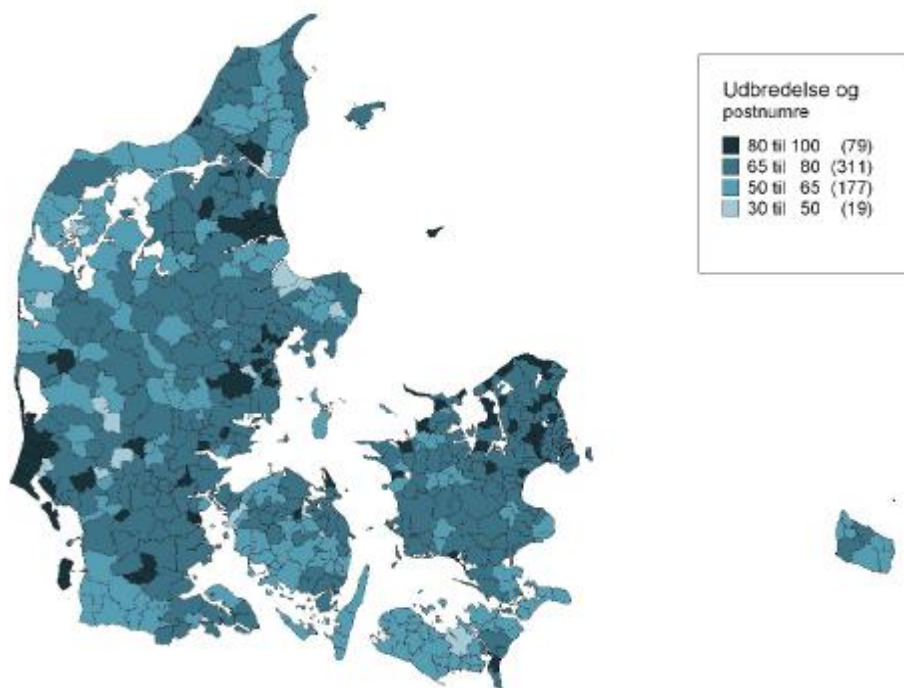 Udbredelse og
postnumre
80 til 100 (79)
65 til 80 (311)
50 til 65 (177)
30 til 50 (19)